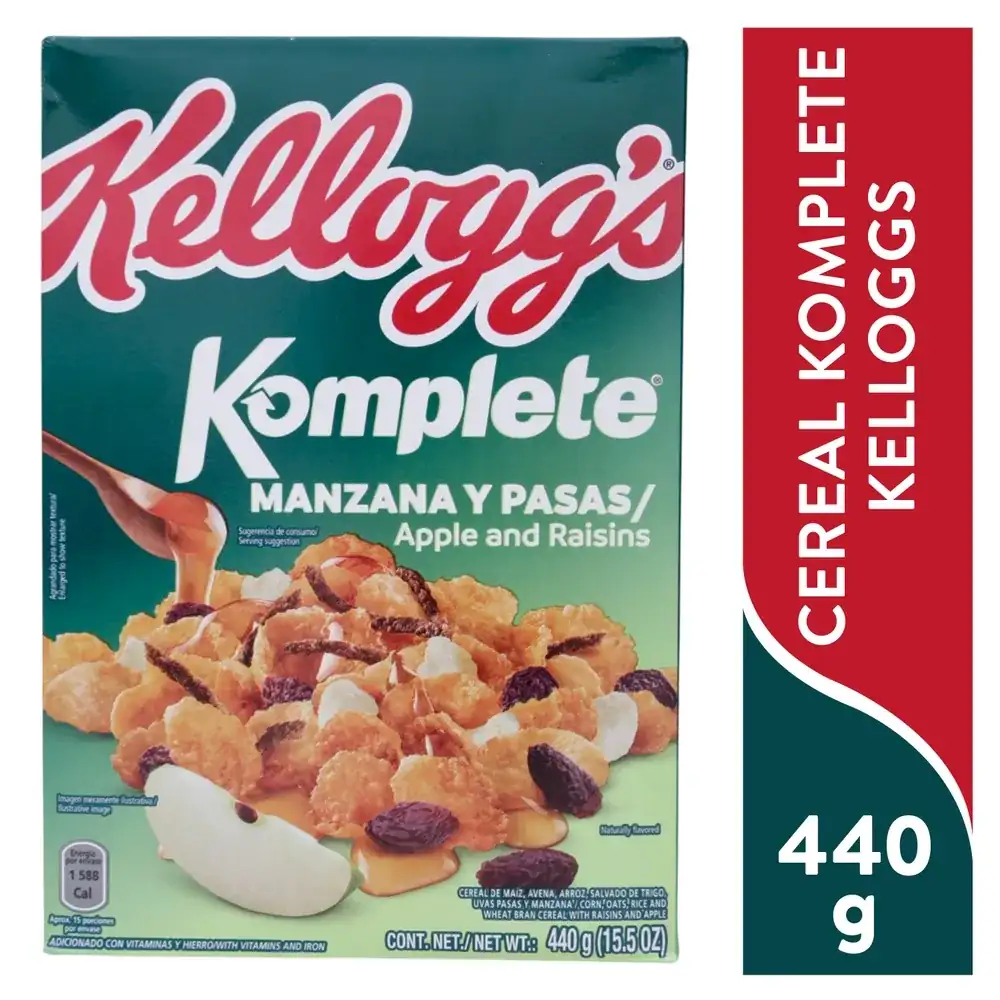 Kellogg's®
Komplete®
MANZANA Y PASAS/
Apple and Raisins
Sugerencia de consumo/
Serving suggestion
Agrandado para mostrar textura/
Enlarged to show texture
Imagen meramente ilustrativa./
Illustrative image
Naturally flavored
Energía
por envase
1 588
Cal
Aprox. 15 porciones
por envase
CEREAL DE MAÍZ, AVENA, ARROZ, SALVADO DE TRIGO,
UVAS PASAS Y MANZANA/ CORN, OATS, RICE AND
WHEAT BRAN CEREAL WITH RAISINS AND APPLE
ADICIONADO CON VITAMINAS Y HIERRO/WITH VITAMINS AND IRON
CONT. NET./ NET WT.: 440 g (15.5 OZ)
CEREAL KOMPLETE
KELLOGGS
440
g